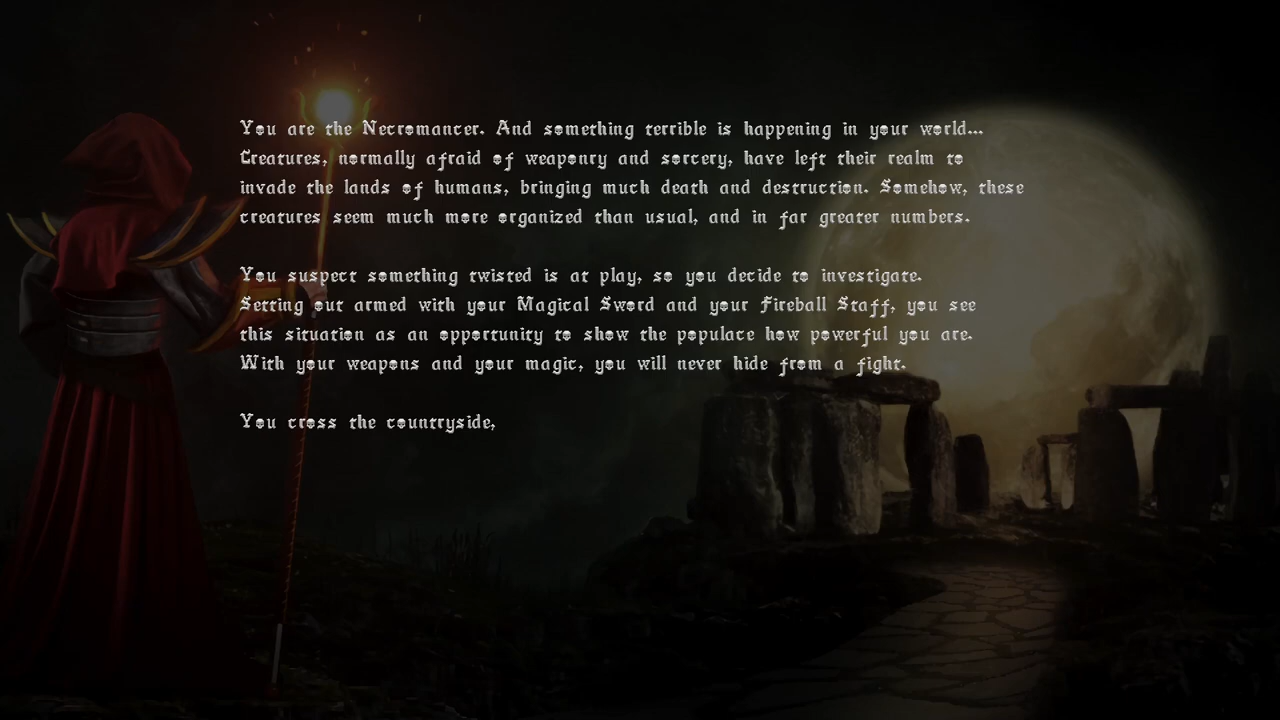 You are the Necromancer. And something terrible is happening in your world...
Creatures, normally afraid of weaponry and sorcery, have left their realm to
invade the lands of humans, bringing much death and destruction. Somehow, these
creatures seem much more organized than usual, and in far greater numbers.
You suspect something twisted is at play, so you decide to investigate.
Setting out armed with your Magical Sword and your Fireball Staff, you see
this situation as an opportunity to show the populace how powerful you are.
With your weapons and your magic, you will never hide from a fight.
You cross the countryside,